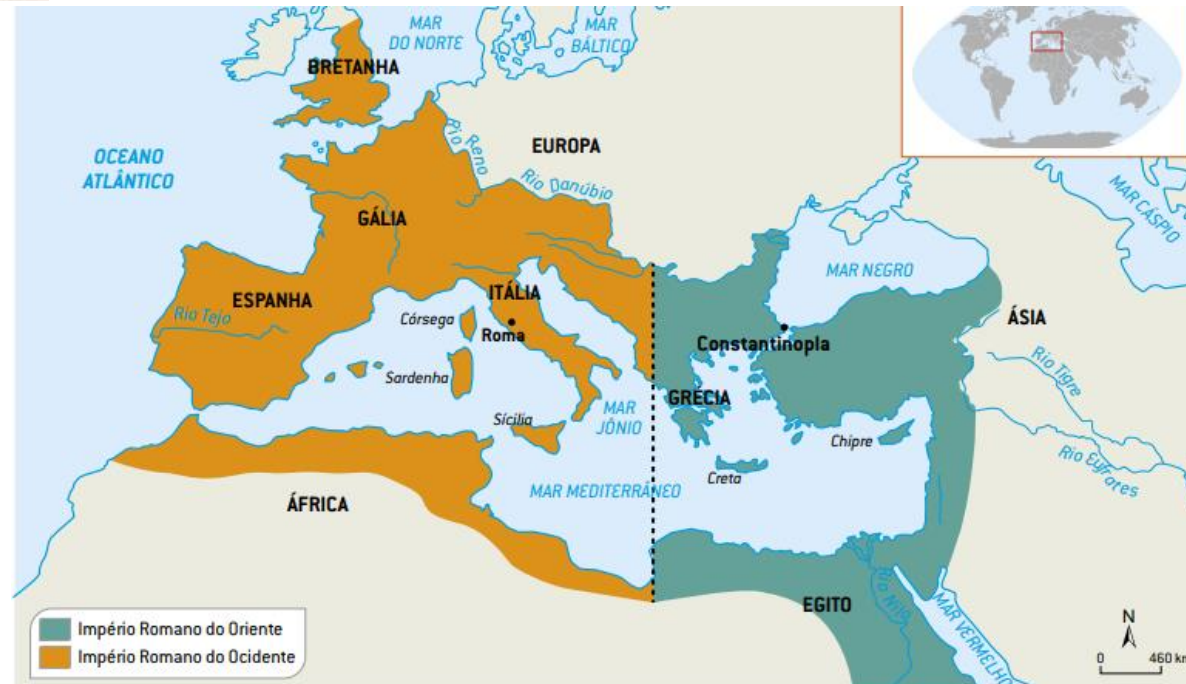 MAR
DO NORTE
MAR
BÁLTICO
BRETANHA
EUROPA
OCEANO
ATLÂNTICO
Rio Reno
Rio Danúbio
MAR CÁSPIO
GÁLIA
MAR NEGRO
ESPANHA
ITÁLIA
Rio Tejo
Córsega
Roma
ÁSIA
Constantinopla
Rio Tigre
Sardenha
GRÉCIA
MAR
JÔNIO
Sicília
Chipre
Rio Eufrates
Creta
MAR MEDITERRÂNEO
ÁFRICA
EGITO
Rio Nilo
MAR VERMELHO
Império Romano do Oriente
Império Romano do Ocidente
N
0 460 km